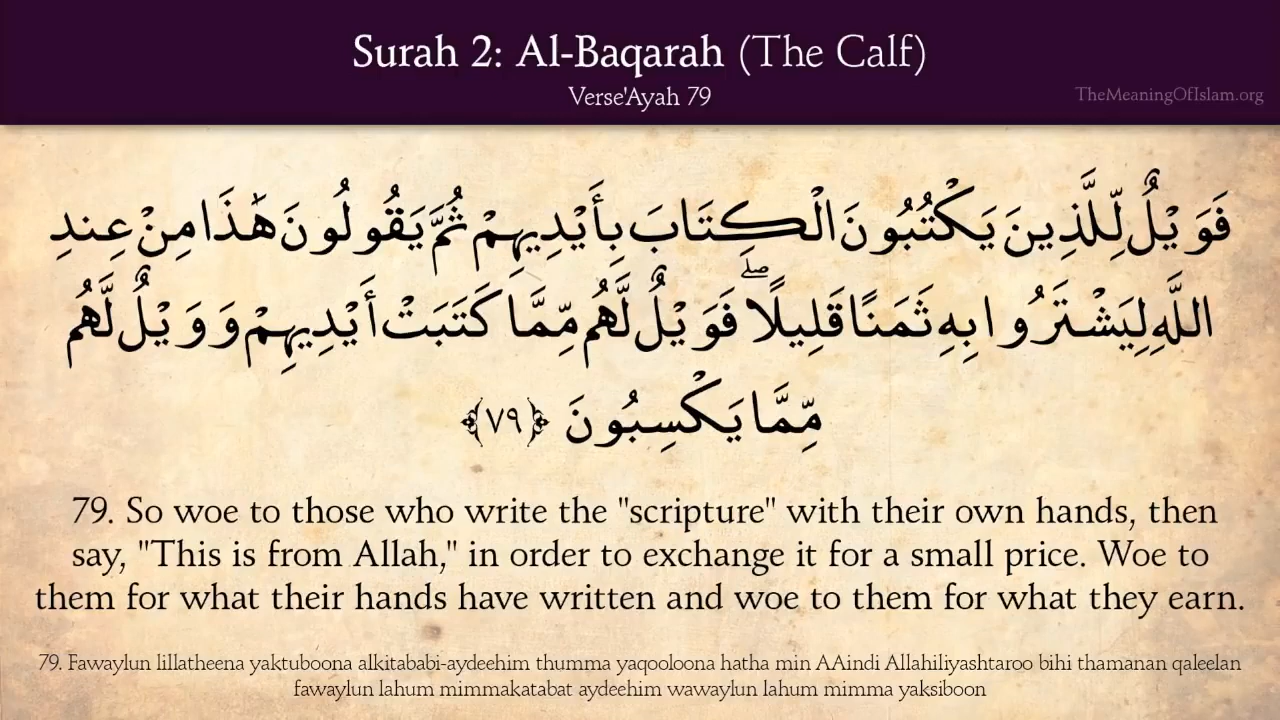 Surah 2: Al-Baqarah (The Calf)
Verse'Ayah 79
TheMeaningOfIslam.org
فَوَيْلٌ لِّلَّذِينَ يَكْتُبُونَ الْكِتَابَ بِأَيْدِيهِمْ ثُمَّ يَقُولُونَ هَٰذَا مِنْ عِندِ
اللَّهِ لِيَشْتَرُوا بِهِ ثَمَنًا قَلِيلًا ۖ فَوَيْلٌ لَّهُم مِّمَّا كَتَبَتْ أَيْدِيهِمْ وَوَيْلٌ لَّهُم
مِّمَّا يَكْسِبُونَ ﴿٧٩﴾
79. So woe to those who write the "scripture" with their own hands, then
say, "This is from Allah," in order to exchange it for a small price. Woe to
them for what their hands have written and woe to them for what they earn.
79. Fawaylun lillatheena yaktuboona alkitababi-aydeehim thumma yaqooloona hatha min AAindi Allahiliyashtaroo bihi thamanan qaleelan
fawaylun lahum mimmakatabat aydeehim wawaylun lahum mimma yaksiboon